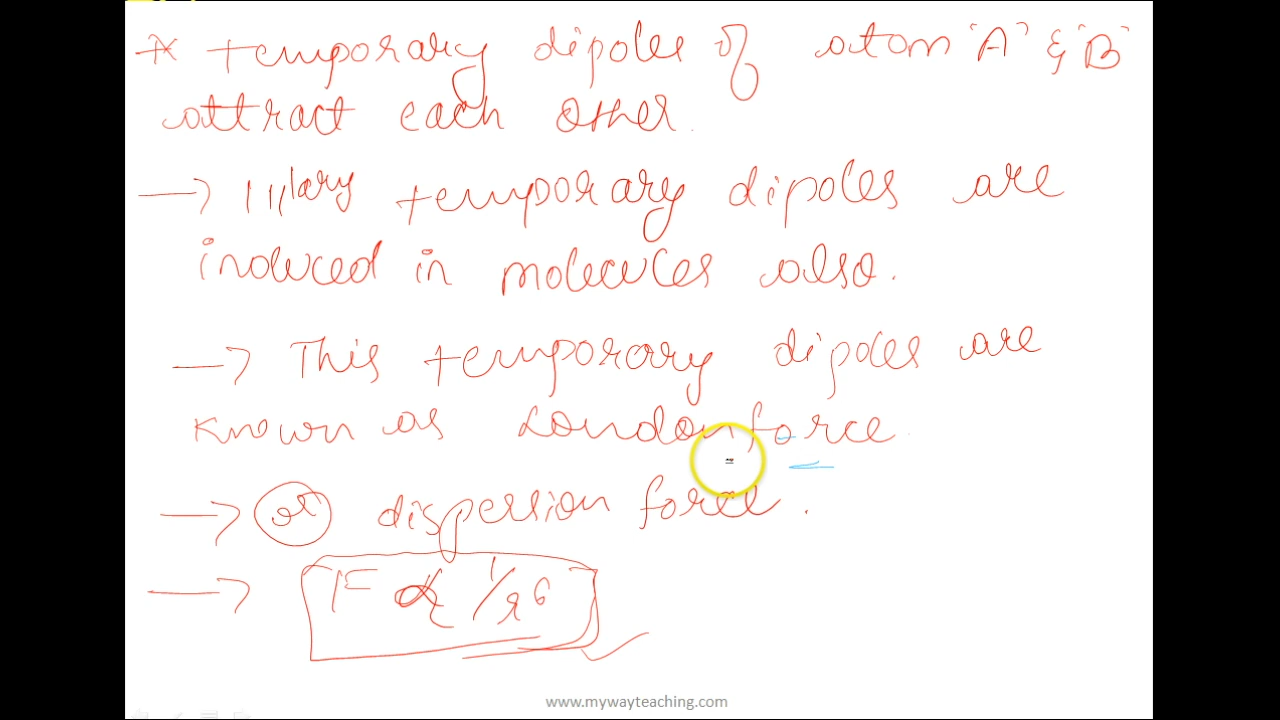 * temporary dipoles of atom 'A' & 'B'
attract each other.
→ 111lary temporary dipoles are
induced in molecules also.
→ This temporary dipoles are
known as London force
→ or dispersion force.
→ F α 1/r6
www.mywayteaching.com